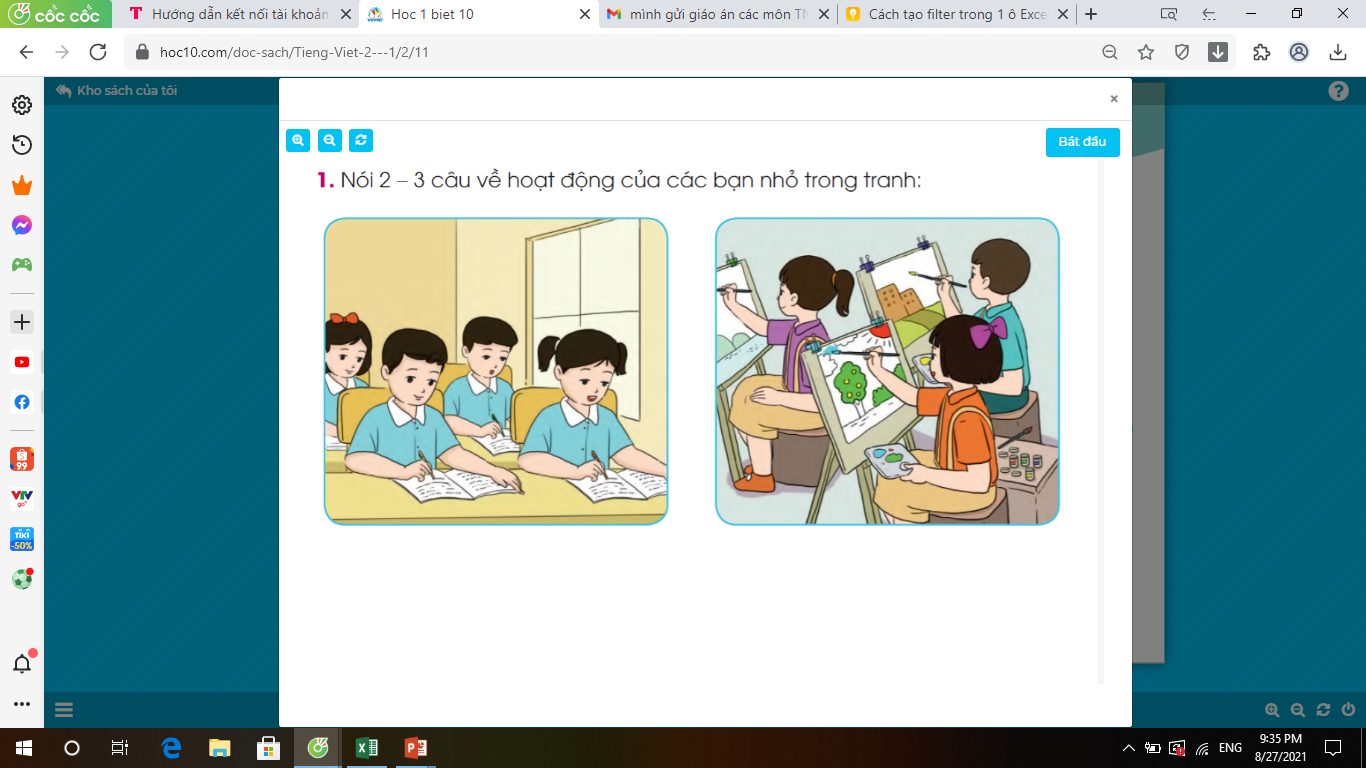 cốc cốc
Hướng dẫn kết nối tài khoản
Hoc 1 biet 10
mình gửi giáo án các môn TN
Cách tạo filter trong 1 ô Exce
hoc10.com/doc-sach/Tieng-Viet-2---1/2/11
Kho sách của tôi
Bắt đầu
1. Nói 2 – 3 câu về hoạt động của các bạn nhỏ trong tranh:
99
VTV
go
TIKI
-50%
ENG
9:35 PM
8/27/2021